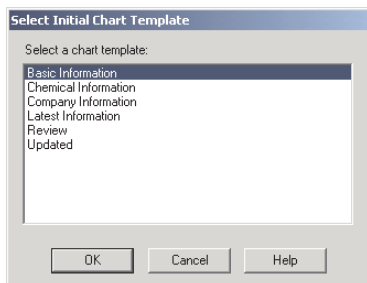 Select Initial Chart Template
Select a chart template:
Basic Information
Chemical Information
Company Information
Latest Information
Review
Updated
OK Cancel Help